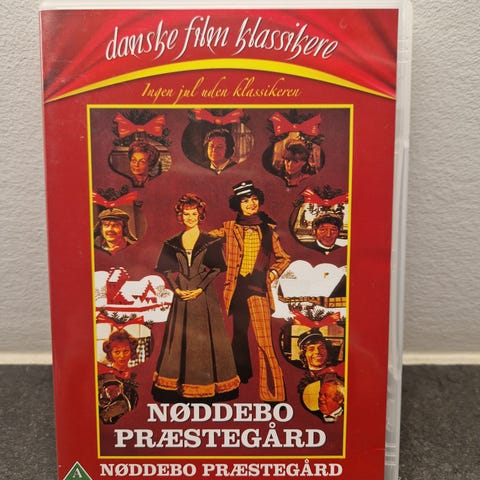 danske film klassikere
Ingen jul uden klassikeren
NØDDEBO
PRÆSTEGÅRD
NØDDEBO PRÆSTEGÅRD
A